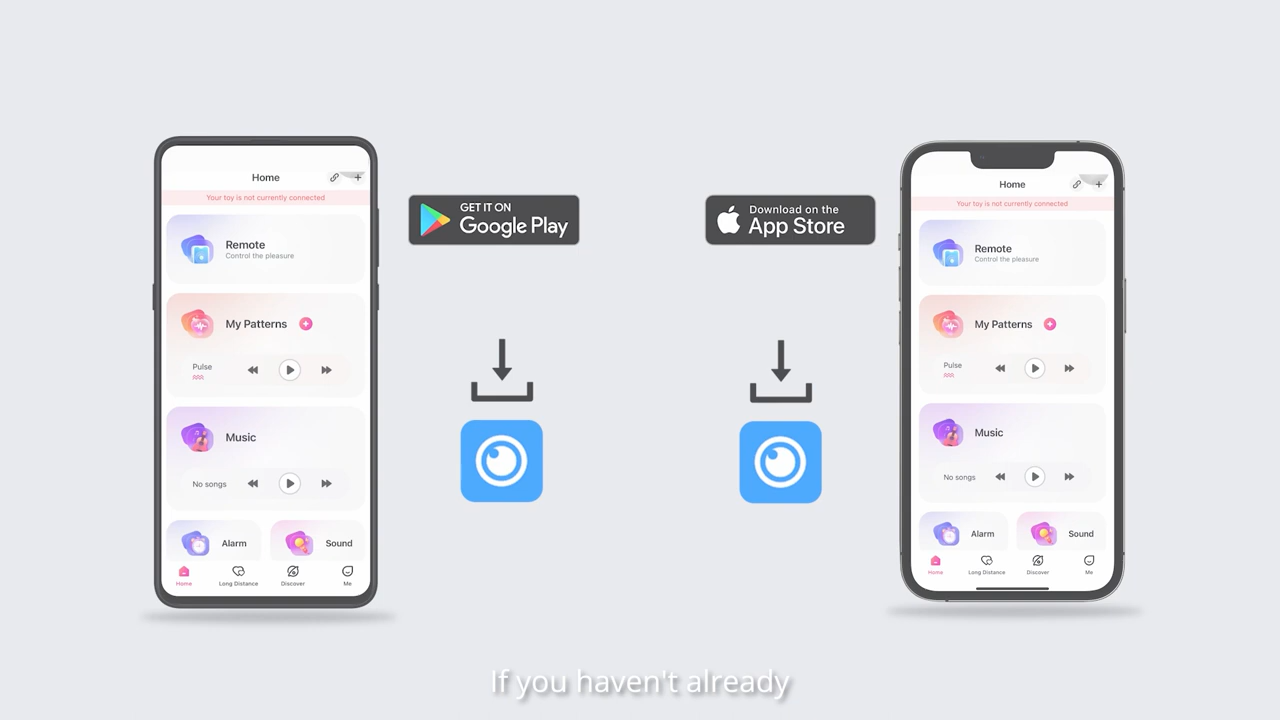 Home
Your toy is not currently connected
Remote
Control the pleasure
My Patterns
Pulse
Music
No songs
Alarm
Sound
Home
Long Distance
Discover
Me
GET IT ON
Google Play
Download on the
App Store
Home
Your toy is not currently connected
Remote
Control the pleasure
My Patterns
Pulse
Music
No songs
Alarm
Sound
Home
Long Distance
Discover
Me
If you haven't already